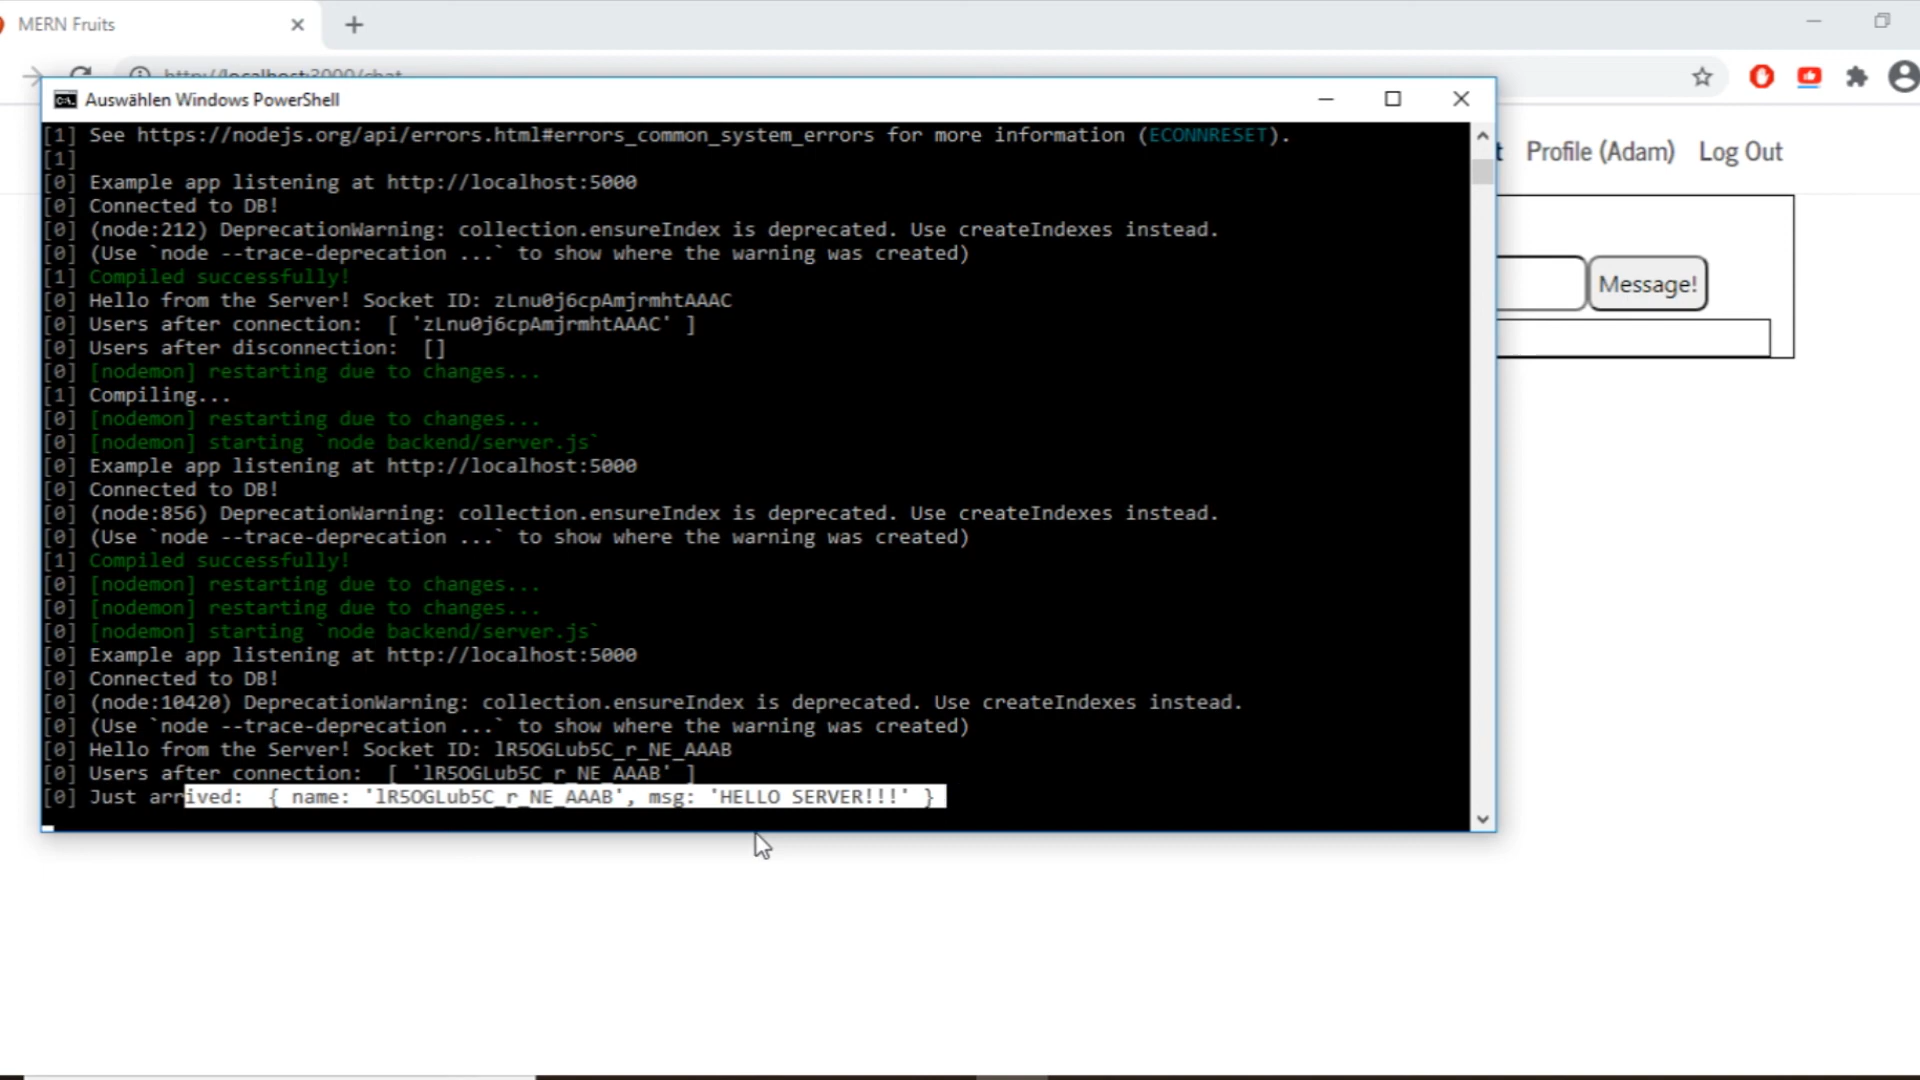 MERN Fruits
http://localhost:3000/chat
Auswählen Windows PowerShell
[1] See https://nodejs.org/api/errors.html#errors_common_system_errors for more information (ECONNRESET).
[1]
[0] Example app listening at http://localhost:5000
[0] Connected to DB!
[0] (node:212) DeprecationWarning: collection.ensureIndex is deprecated. Use createIndexes instead.
[0] (Use `node --trace-deprecation ...` to show where the warning was created)
[1] Compiled successfully!
[0] Hello from the Server! Socket ID: zLnu0j6cpAmjrmhtAAAC
[0] Users after connection:  [ 'zLnu0j6cpAmjrmhtAAAC' ]
[0] Users after disconnection:  []
[0] [nodemon] restarting due to changes...
[1] Compiling...
[0] [nodemon] restarting due to changes...
[0] [nodemon] starting `node backend/server.js`
[0] Example app listening at http://localhost:5000
[0] Connected to DB!
[0] (node:856) DeprecationWarning: collection.ensureIndex is deprecated. Use createIndexes instead.
[0] (Use `node --trace-deprecation ...` to show where the warning was created)
[1] Compiled successfully!
[0] [nodemon] restarting due to changes...
[0] [nodemon] restarting due to changes...
[0] [nodemon] starting `node backend/server.js`
[0] Example app listening at http://localhost:5000
[0] Connected to DB!
[0] (node:10420) DeprecationWarning: collection.ensureIndex is deprecated. Use createIndexes instead.
[0] (Use `node --trace-deprecation ...` to show where the warning was created)
[0] Hello from the Server! Socket ID: lR5OGLub5C_r_NE_AAAB
[0] Users after connection:  [ 'lR5OGLub5C_r_NE_AAAB' ]
[0] Just arrived:  { name: 'lR5OGLub5C_r_NE_AAAB', msg: 'HELLO SERVER!!!' }
Profile (Adam) Log Out
Message!